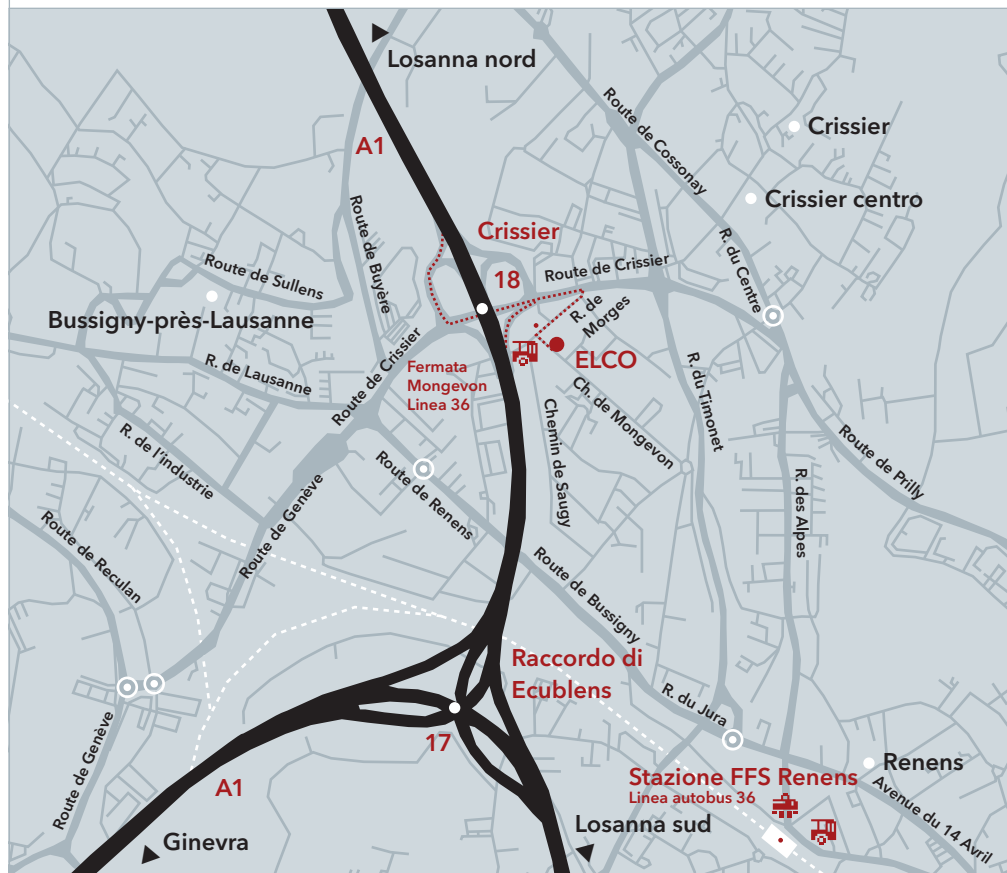 Losanna nord
Route de Cossonay
Crissier
A1
Crissier centro
Route de Buyère
Crissier
R. du Centre
Route de Sullens
18
Route de Crissier
R. de
Morges
Bussigny-près-Lausanne
ELCO
Fermata
Mongevon
Linea 36
R. de Lausanne
Route de Crissier
Ch. de Mongevon
R. du Timonet
Chemin de Saugy
R. de l'industrie
Route de Renens
Route de Prilly
R. des Alpes
Route de Genève
Route de Reculan
Route de Bussigny
Raccordo di
Ecublens
R. du Jura
17
Route de Genève
A1
Renens
Stazione FFS Renens
Linea autobus 36
Avenue du 14 Avril
Losanna sud
Ginevra